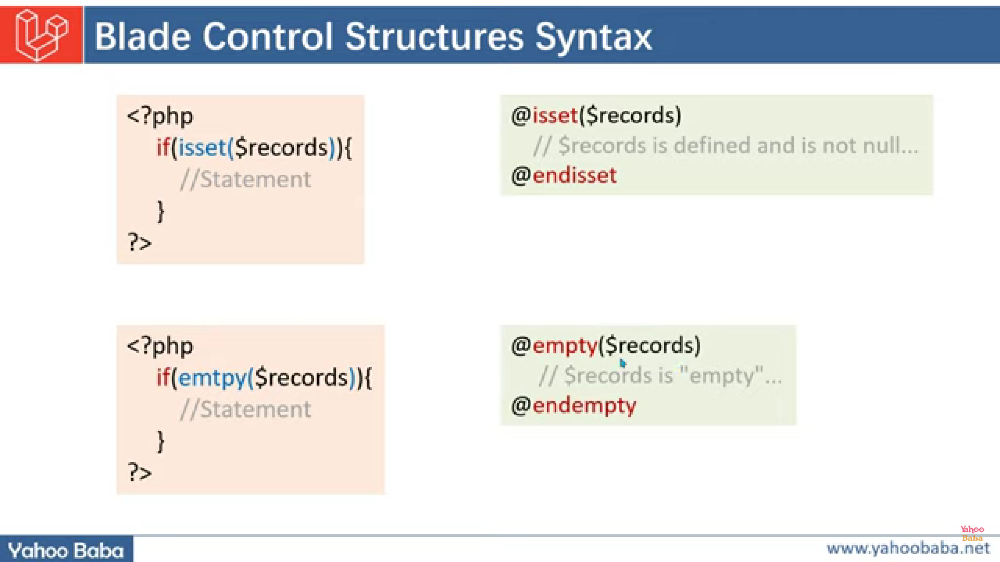 Blade Control Structures Syntax
<?php
if(isset($records)){
//Statement
}
?>
@isset($records)
// $records is defined and is not null...
@endisset
<?php
if(emtpy($records)){
//Statement
}
?>
@empty($records)
// $records is "empty"...
@endempty
Yahoo Baba
Yahoo
Baba
www.yahoobaba.net